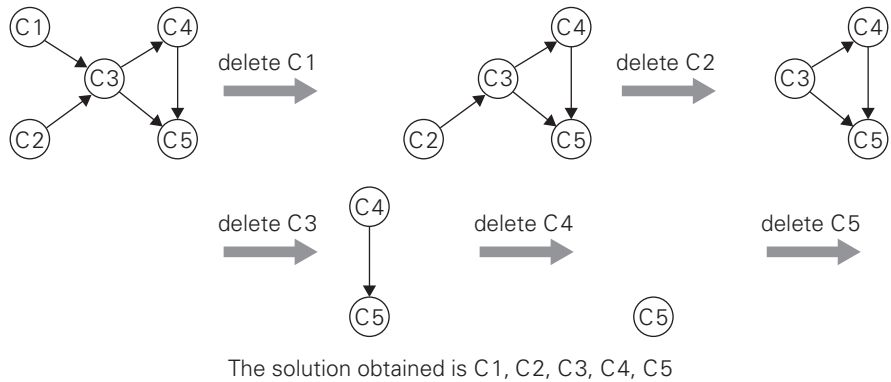 C1 C4 C4 C4
delete C1 delete C2
C3 C3 C3
C2 C5 C2 C5 C5
delete C3 C4 delete C4 delete C5
C5 C5
The solution obtained is C1, C2, C3, C4, C5